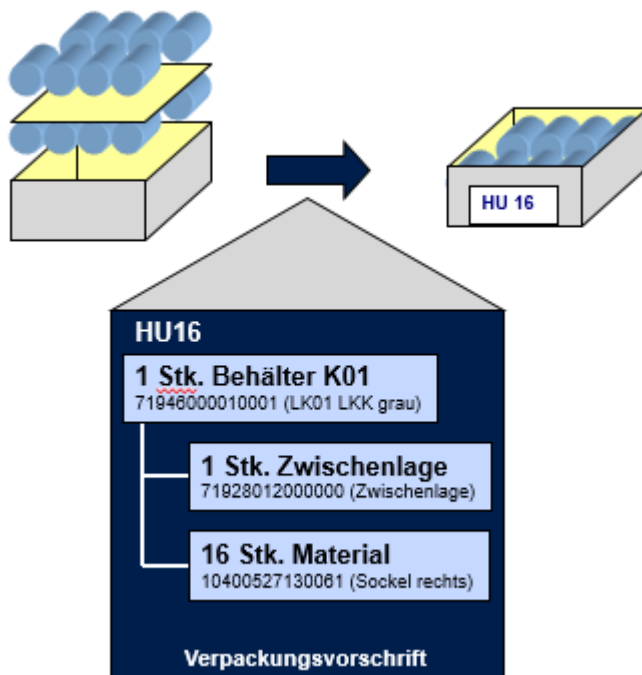 HU 16
HU16
1 Stk. Behälter K01
71946000010001 (LK01 LKK grau)
1 Stk. Zwischenlage
71928012000000 (Zwischenlage)
16 Stk. Material
10400527130061 (Sockel rechts)
Verpackungsvorschrift